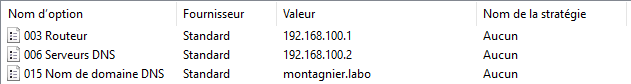 Nom d'option Fournisseur Valeur Nom de la stratégie
003 Routeur Standard 192.168.100.1 Aucun
006 Serveurs DNS Standard 192.168.100.2 Aucun
015 Nom de domaine DNS Standard montagnier.labo Aucun